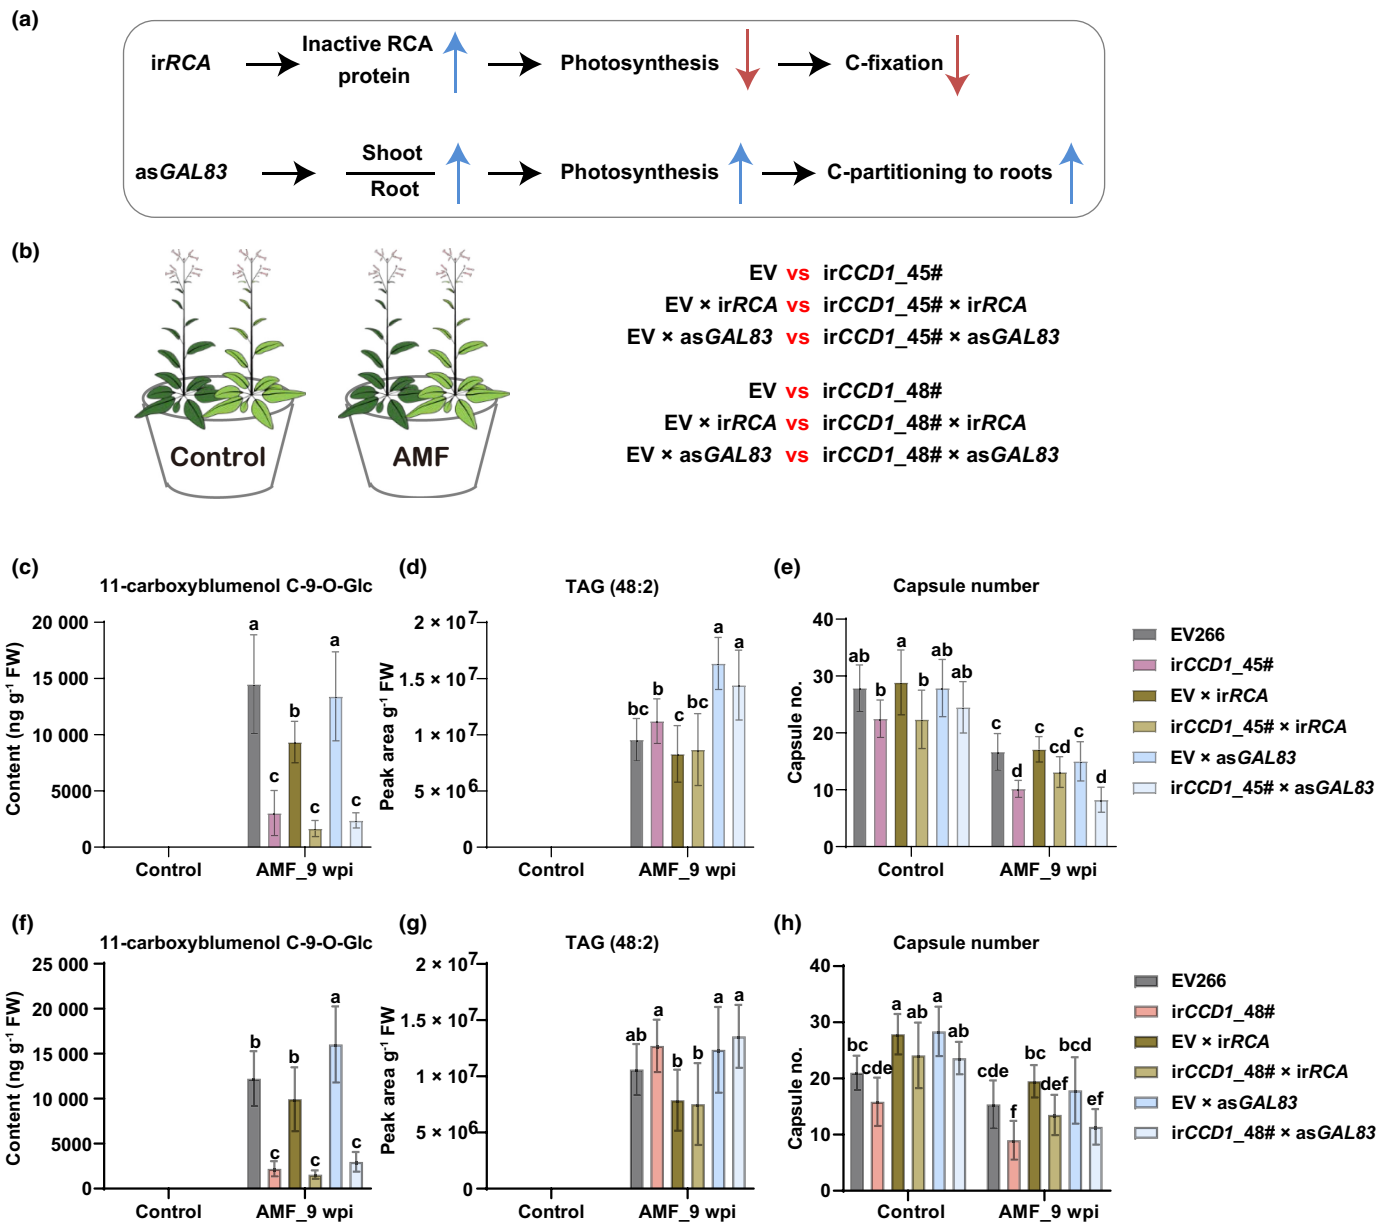 (a)
irRCA
Inactive RCA
protein
Photosynthesis
C-fixation
asGAL83
Shoot
Root
Photosynthesis
C-partitioning to roots
(b)
Control
AMF
EV vs irCCD1_45#
EV × irRCA vs irCCD1_45# × irRCA
EV × asGAL83 vs irCCD1_45# × asGAL83
EV vs irCCD1_48#
EV × irRCA vs irCCD1_48# × irRCA
EV × asGAL83 vs irCCD1_48# × asGAL83
(c)
11-carboxyblumenol C-9-O-Glc
Content (ng g⁻¹ FW)
20 000
15 000
10 000
5000
0
a
c
b
c
a
c
Control
AMF_9 wpi
(d)
TAG (48:2)
Peak area g⁻¹ FW
2 × 10⁷
1.5 × 10⁷
1 × 10⁷
5 × 10⁶
0
bc
b
c
bc
a
a
Control
AMF_9 wpi
(e)
Capsule number
Capsule no.
40
30
20
10
0
ab
b
a
b
ab
ab
c
d
c
cd
c
d
Control
AMF_9 wpi
EV266
irCCD1_45#
EV × irRCA
irCCD1_45# × irRCA
EV × asGAL83
irCCD1_45# × asGAL83
(f)
11-carboxyblumenol C-9-O-Glc
Content (ng g⁻¹ FW)
25 000
20 000
15 000
10 000
5000
0
b
c
b
c
a
c
Control
AMF_9 wpi
(g)
TAG (48:2)
Peak area g⁻¹ FW
2 × 10⁷
1.5 × 10⁷
1 × 10⁷
5 × 10⁶
0
ab
a
b
b
a
a
Control
AMF_9 wpi
(h)
Capsule number
Capsule no.
40
30
20
10
0
bc
cde
a
ab
a
ab
cde
f
bc
def
bcd
ef
Control
AMF_9 wpi
EV266
irCCD1_48#
EV × irRCA
irCCD1_48# × irRCA
EV × asGAL83
irCCD1_48# × asGAL83